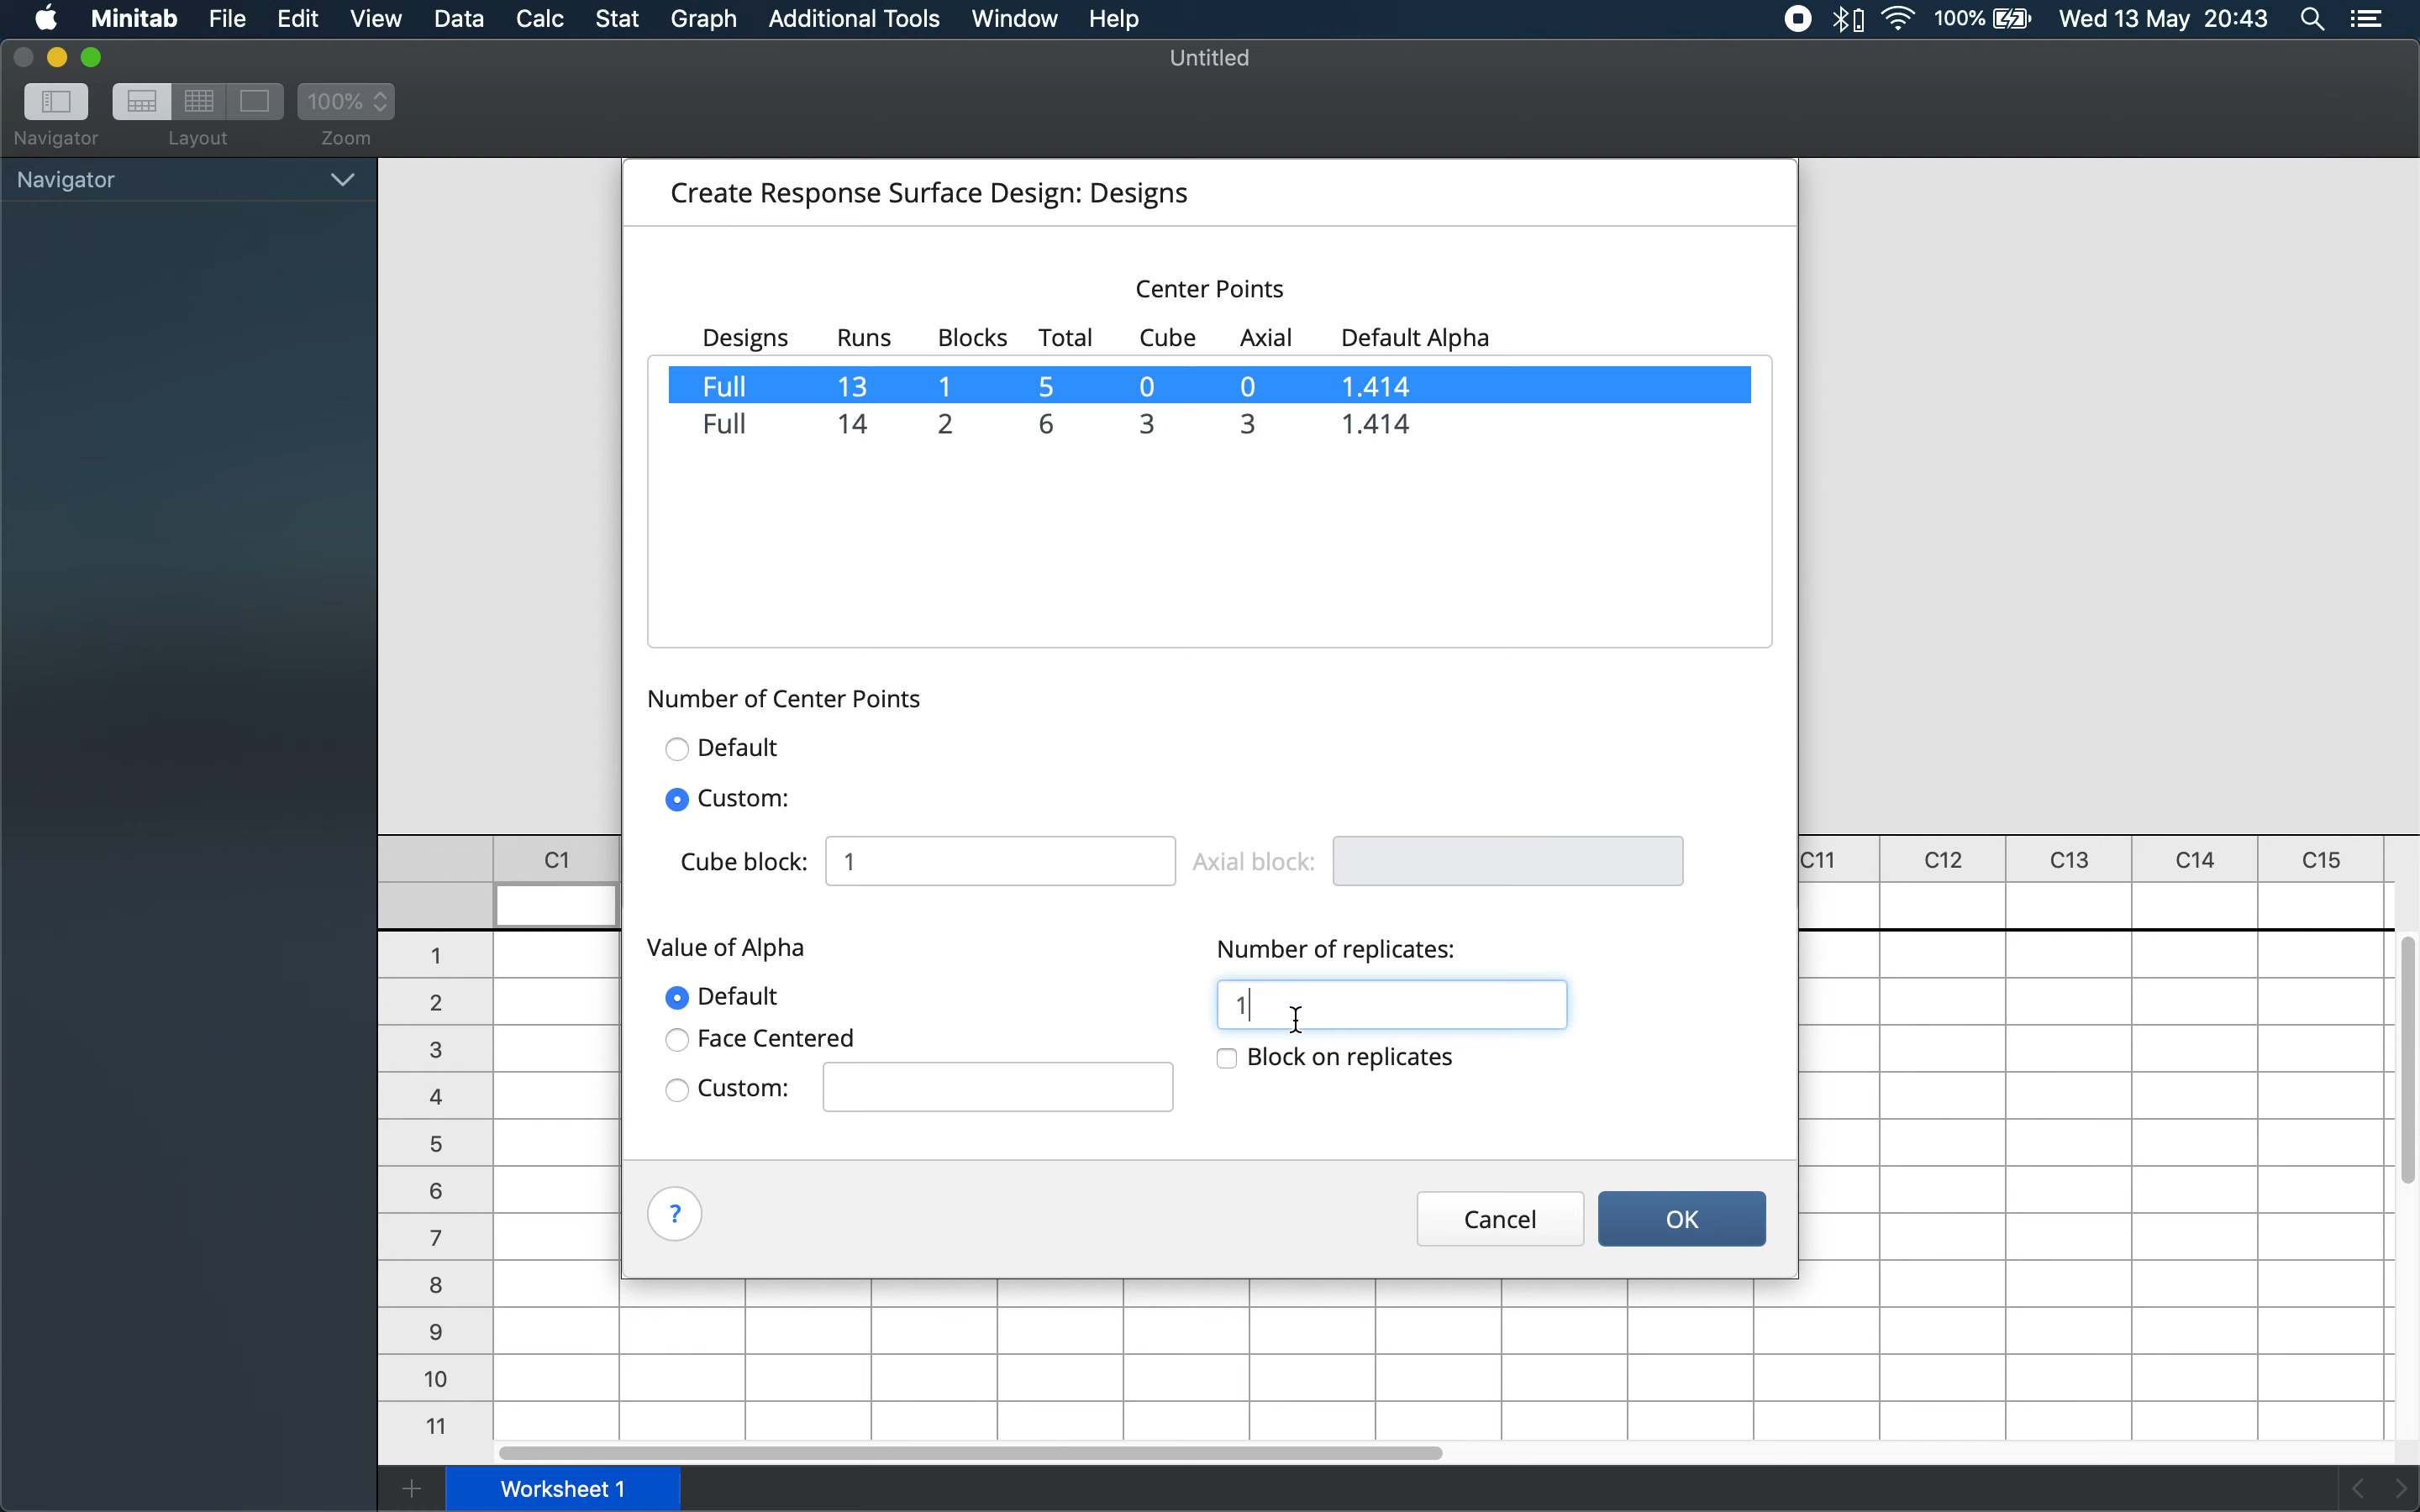 Minitab File Edit View Data Calc Stat Graph Additional Tools Window Help 100% Wed 13 May 20:43
Untitled
100%
Navigator Layout Zoom
Navigator
Create Response Surface Design: Designs
Center Points
Designs Runs Blocks Total Cube Axial Default Alpha
Full 13 1 5 0 0 1.414
Full 14 2 6 3 3 1.414
Number of Center Points
Default
Custom:
Cube block: 1 Axial block:
Value of Alpha
Default
Face Centered
Custom:
Number of replicates:
1
Block on replicates
? Cancel OK
C1 C11 C12 C13 C14 C15
1
2
3
4
5
6
7
8
9
10
11
+ Worksheet 1